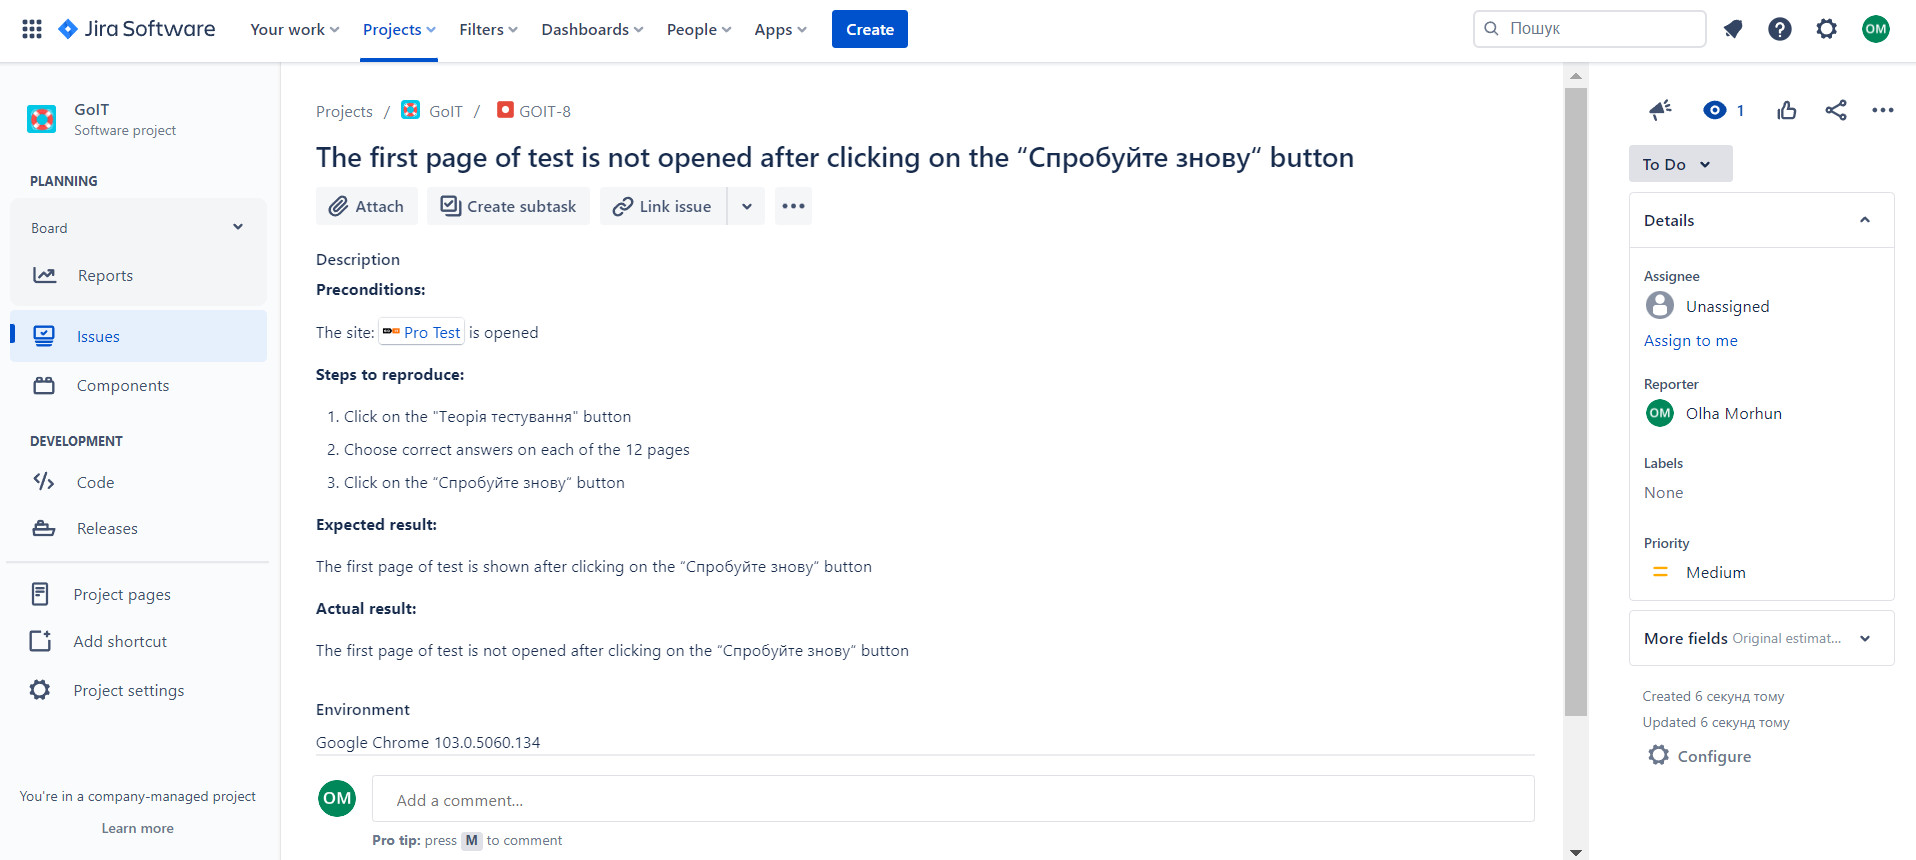 Jira Software
Your work
Projects
Filters
Dashboards
People
Apps
Create
Пошук
OM
GoIT
Software project
PLANNING
Board
Reports
Issues
Components
DEVELOPMENT
Code
Releases
Project pages
Add shortcut
Project settings
You're in a company-managed project
Learn more
Projects / GoIT / GOIT-8
The first page of test is not opened after clicking on the “Спробуйте знову“ button
Attach
Create subtask
Link issue
Description
Preconditions:
The site: Pro Test is opened
Steps to reproduce:
1. Click on the "Теорія тестування" button
2. Choose correct answers on each of the 12 pages
3. Click on the “Спробуйте знову“ button
Expected result:
The first page of test is shown after clicking on the “Спробуйте знову“ button
Actual result:
The first page of test is not opened after clicking on the “Спробуйте знову“ button
Environment
Google Chrome 103.0.5060.134
OM
Add a comment...
Pro tip: press M to comment
1
To Do
Details
Assignee
Unassigned
Assign to me
Reporter
OM Olha Morhun
Labels
None
Priority
Medium
More fields Original estimat...
Created 6 секунд тому
Updated 6 секунд тому
Configure